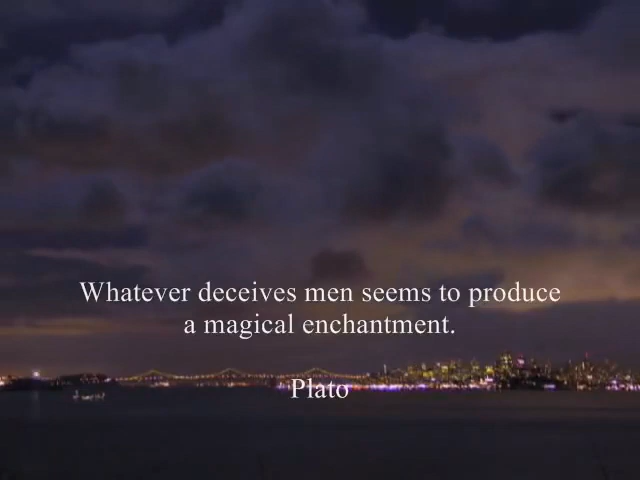 Whatever deceives men seems to produce
a magical enchantment.
Plato